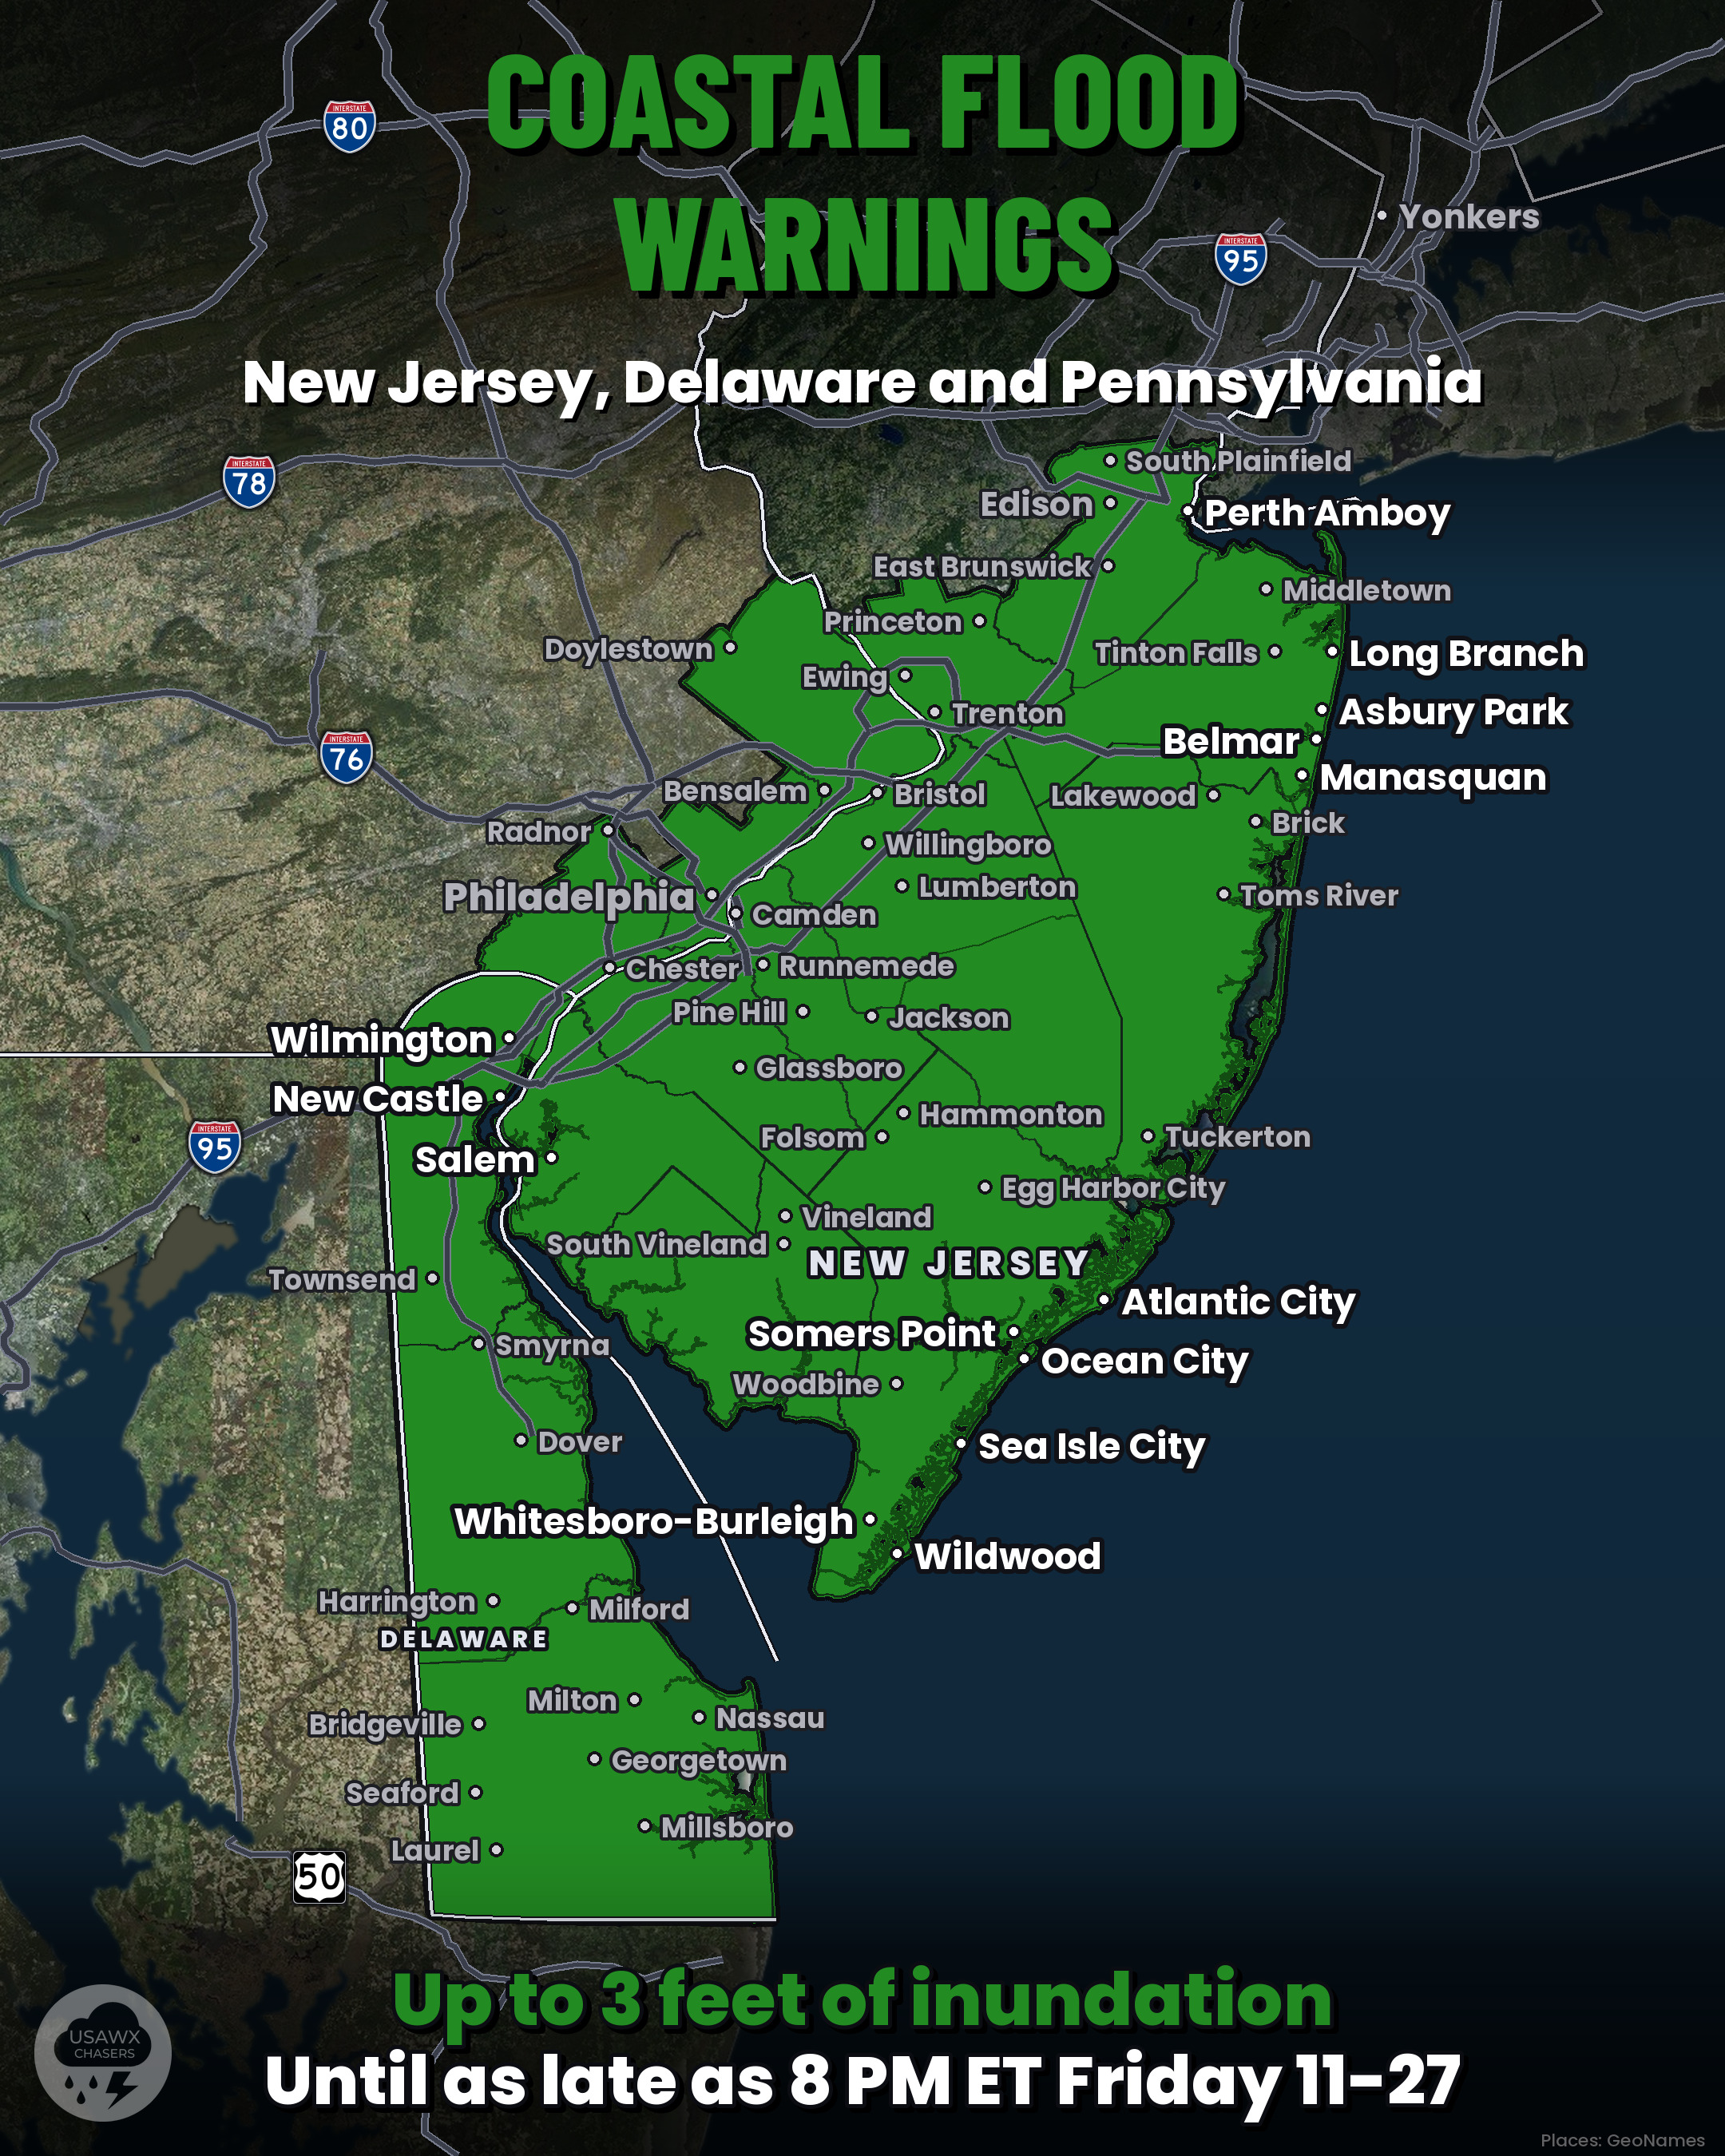 COASTAL FLOOD
WARNINGS
New Jersey, Delaware and Pennsylvania
INTERSTATE
80
Yonkers
INTERSTATE
95
INTERSTATE
78
South Plainfield
Edison
Perth Amboy
East Brunswick
Middletown
Princeton
Doylestown
Tinton Falls
Long Branch
Ewing
Trenton
Asbury Park
Belmar
INTERSTATE
76
Manasquan
Bensalem
Bristol
Lakewood
Brick
Radnor
Willingboro
Lumberton
Toms River
Philadelphia
Camden
Chester
Runnemede
Pine Hill
Jackson
Wilmington
Glassboro
New Castle
Hammonton
INTERSTATE
95
Folsom
Tuckerton
Salem
Egg Harbor City
Vineland
South Vineland
NEW JERSEY
Townsend
Atlantic City
Somers Point
Smyrna
Ocean City
Woodbine
Dover
Sea Isle City
Whitesboro-Burleigh
Wildwood
Harrington
Milford
DELAWARE
Milton
Nassau
Bridgeville
Georgetown
Seaford
Millsboro
Laurel
50
Up to 3 feet of inundation
USAWX
CHASERS
Until as late as 8 PM ET Friday 11-27
Places: GeoNames